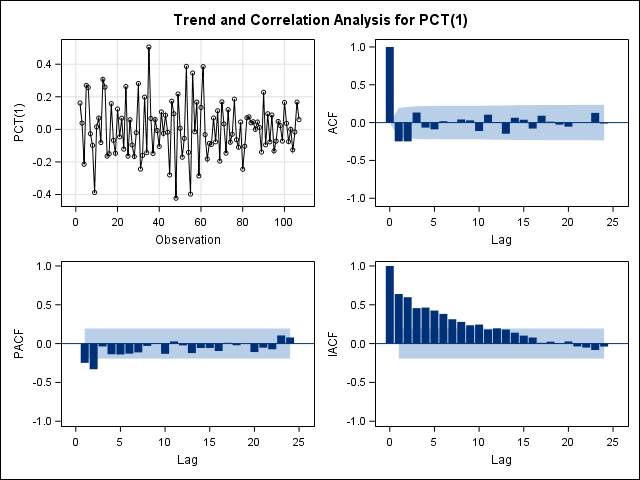 Trend and Correlation Analysis for PCT(1)
PCT(1)
0.4
0.2
0.0
-0.2
-0.4
0 20 40 60 80 100
Observation
ACF
1.0
0.5
0.0
-0.5
-1.0
0 5 10 15 20 25
Lag
PACF
1.0
0.5
0.0
-0.5
-1.0
0 5 10 15 20 25
Lag
IACF
1.0
0.5
0.0
-0.5
-1.0
0 5 10 15 20 25
Lag